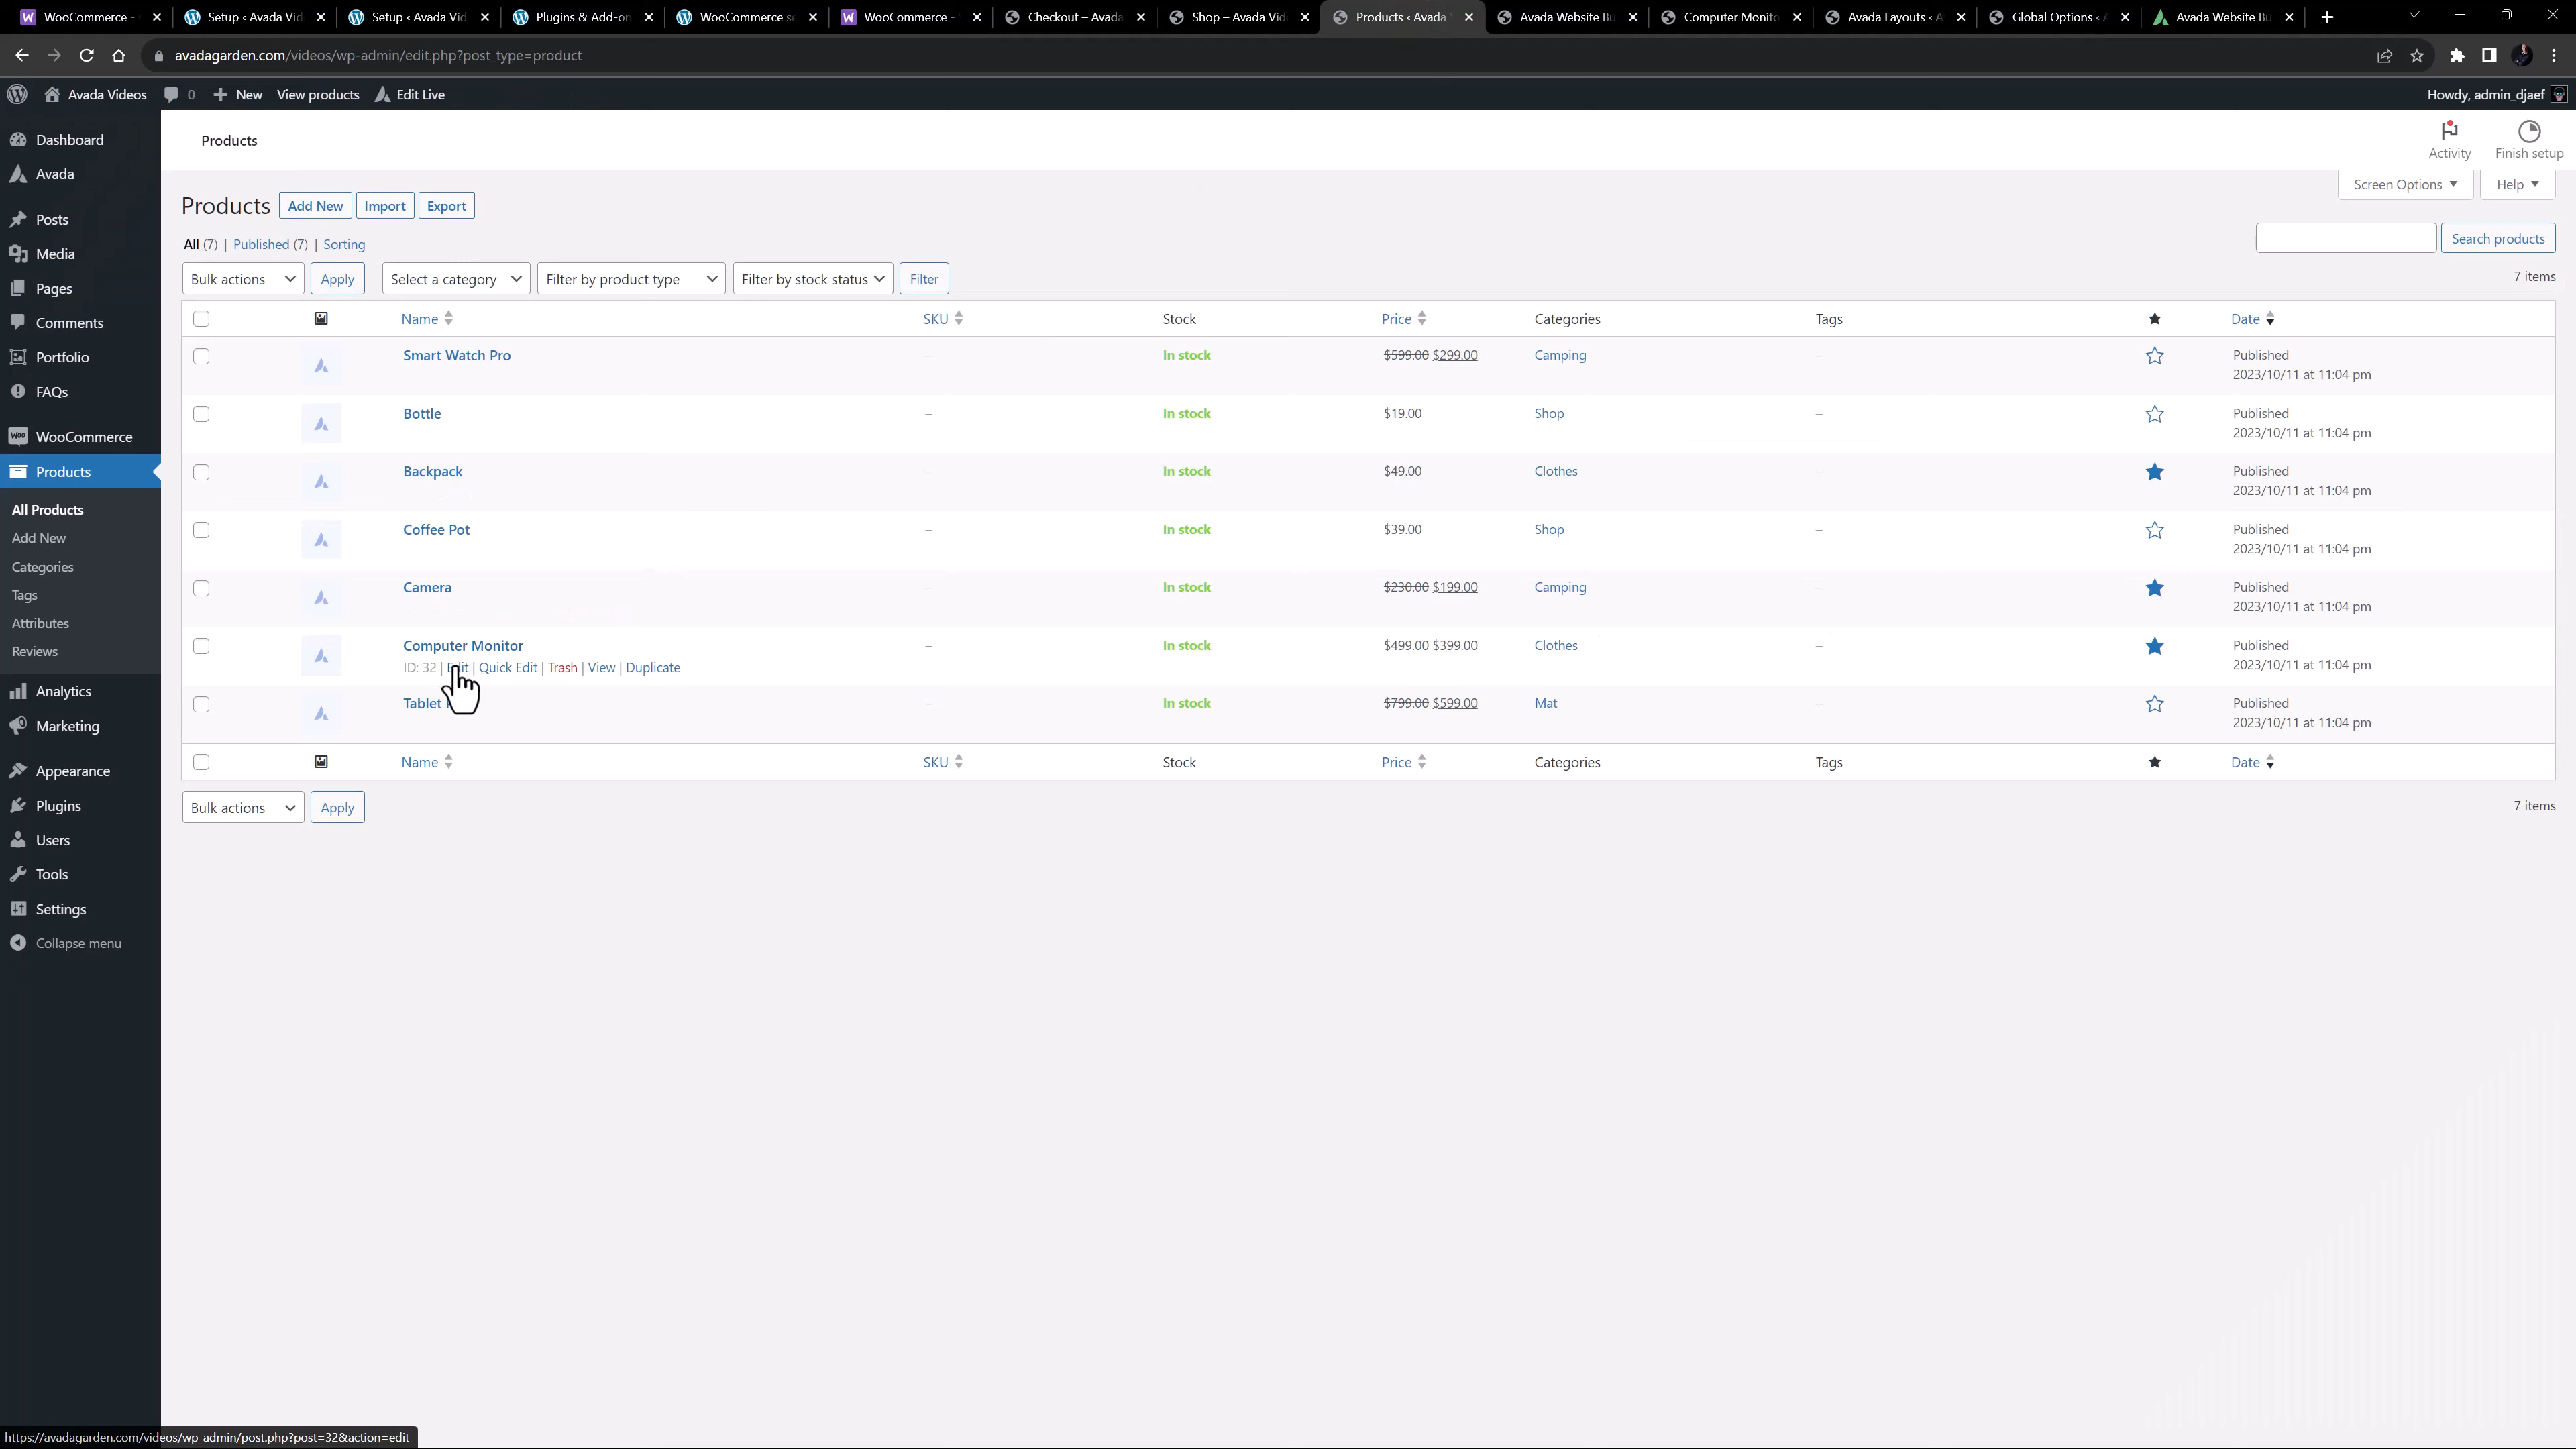 WooCommerce - Setup ‹ Avada Vid Setup ‹ Avada Vid Plugins & Add-on WooCommerce se WooCommerce - Checkout – Avada Shop – Avada Vid Products ‹ Avada Avada Website Bu Computer Monito Avada Layouts ‹ A Global Options ‹ A Avada Website Bu
avadagarden.com/videos/wp-admin/edit.php?post_type=product
Avada Videos 0 New View products Edit Live Howdy, admin_djaef
Dashboard
Avada
Posts
Media
Pages
Comments
Portfolio
FAQs
WooCommerce
Products
All Products
Add New
Categories
Tags
Attributes
Reviews
Analytics
Marketing
Appearance
Plugins
Users
Tools
Settings
Collapse menu
Products
Activity Finish setup
Screen Options Help
Products Add New Import Export
All (7) | Published (7) | Sorting
Search products
Bulk actions Apply Select a category Filter by product type Filter by stock status Filter 7 items
Name SKU Stock Price Categories Tags Date
Smart Watch Pro – In stock $599.00 $299.00 Camping – Published
2023/10/11 at 11:04 pm
Bottle – In stock $19.00 Shop – Published
2023/10/11 at 11:04 pm
Backpack – In stock $49.00 Clothes – Published
2023/10/11 at 11:04 pm
Coffee Pot – In stock $39.00 Shop – Published
2023/10/11 at 11:04 pm
Camera – In stock $230.00 $199.00 Camping – Published
2023/10/11 at 11:04 pm
Computer Monitor – In stock $499.00 $399.00 Clothes – Published
ID: 32 | Edit | Quick Edit | Trash | View | Duplicate 2023/10/11 at 11:04 pm
Tablet – In stock $799.00 $599.00 Mat – Published
2023/10/11 at 11:04 pm
Name SKU Stock Price Categories Tags Date
Bulk actions Apply 7 items
https://avadagarden.com/videos/wp-admin/post.php?post=32&action=edit